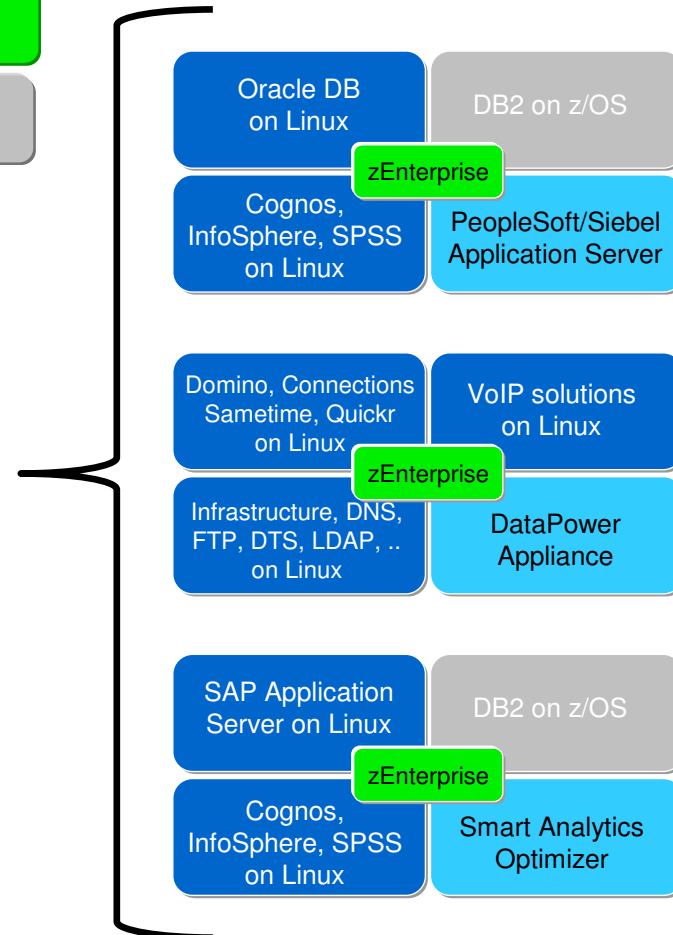 Oracle DB
on Linux
DB2 on z/OS
zEnterprise
Cognos,
InfoSphere, SPSS
on Linux
PeopleSoft/Siebel
Application Server
Domino, Connections
Sametime, Quickr
on Linux
VoIP solutions
on Linux
zEnterprise
Infrastructure, DNS,
FTP, DTS, LDAP, ..
on Linux
DataPower
Appliance
SAP Application
Server on Linux
DB2 on z/OS
zEnterprise
Cognos,
InfoSphere, SPSS
on Linux
Smart Analytics
Optimizer